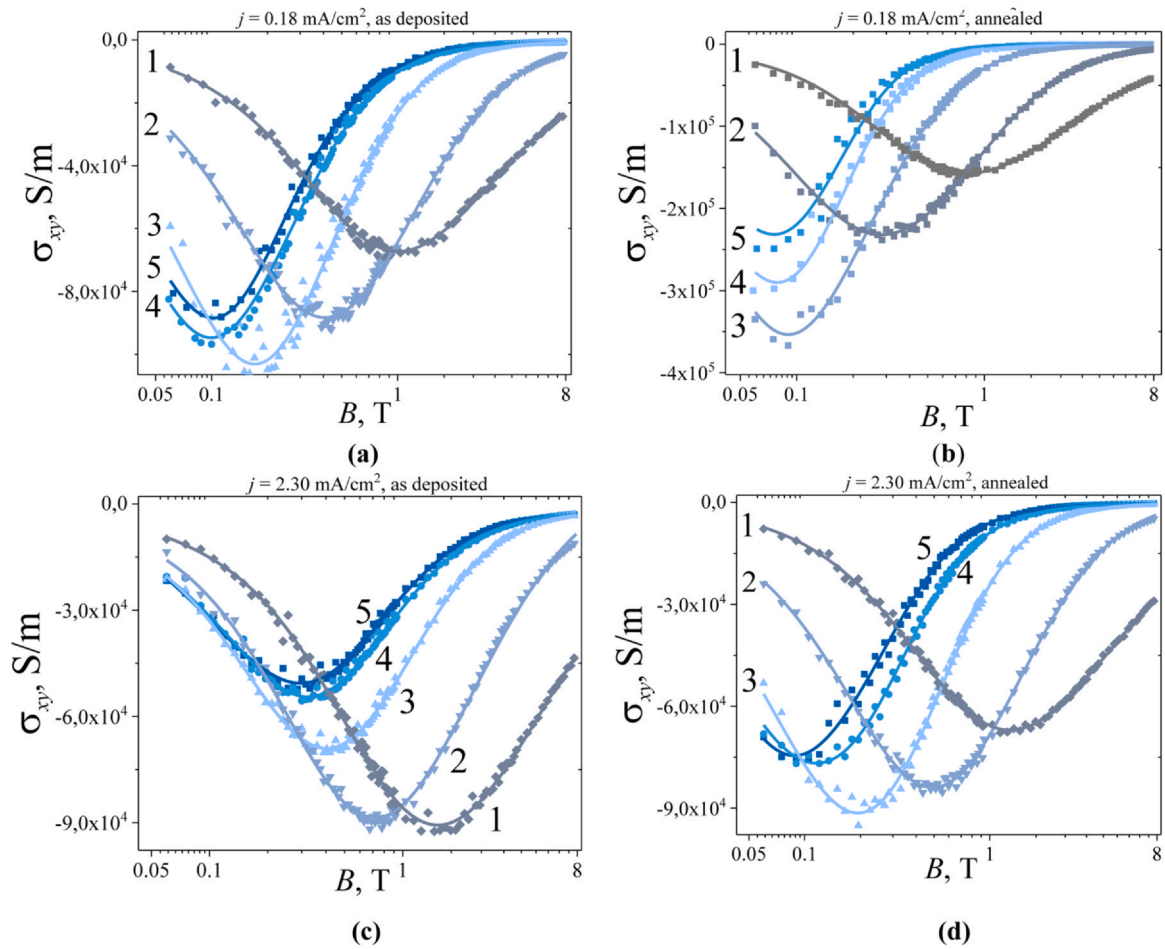 j = 0.18 mA/cm², as deposited
0,0
-4,0x10⁴
-8,0x10⁴
σxy, S/m
1
2
3
5
4
0.05 0.1 1 8
B, T
(a)
j = 0.18 mA/cm², annealed
0
-1x10⁵
-2x10⁵
-3x10⁵
-4x10⁵
σxy, S/m
1
2
5
4
3
0.05 0.1 1 8
B, T
(b)
j = 2.30 mA/cm², as deposited
0,0
-3,0x10⁴
-6,0x10⁴
-9,0x10⁴
σxy, S/m
5
4
3
2
1
0.05 0.1 1 8
B, T
(c)
j = 2.30 mA/cm², annealed
0,0
-3,0x10⁴
-6,0x10⁴
-9,0x10⁴
σxy, S/m
1
5
4
2
3
0.05 0.1 1 8
B, T
(d)